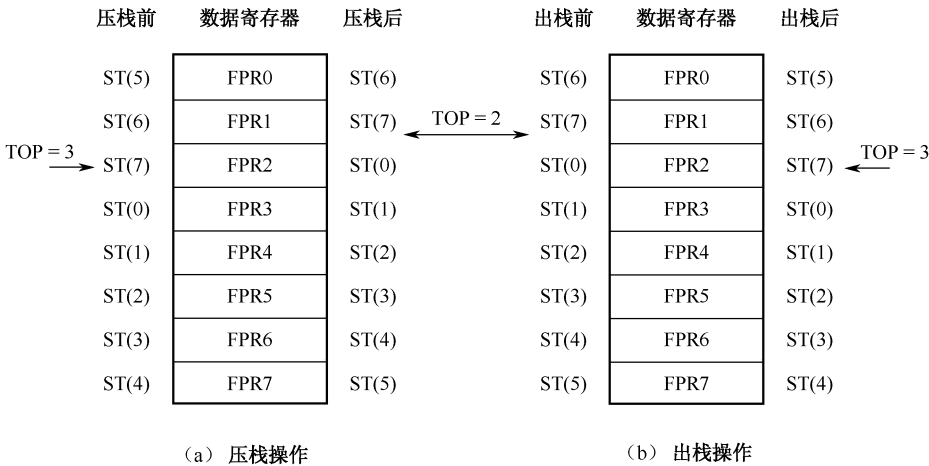 压栈前 数据寄存器 压栈后 出栈前 数据寄存器 出栈后
ST(5) FPR0 ST(6) ST(6) FPR0 ST(5)
ST(6) FPR1 ST(7) TOP = 2 ST(7) FPR1 ST(6)
TOP = 3 ST(7) FPR2 ST(0) ST(0) FPR2 ST(7) TOP = 3
ST(0) FPR3 ST(1) ST(1) FPR3 ST(0)
ST(1) FPR4 ST(2) ST(2) FPR4 ST(1)
ST(2) FPR5 ST(3) ST(3) FPR5 ST(2)
ST(3) FPR6 ST(4) ST(4) FPR6 ST(3)
ST(4) FPR7 ST(5) ST(5) FPR7 ST(4)
（a） 压栈操作 （b） 出栈操作